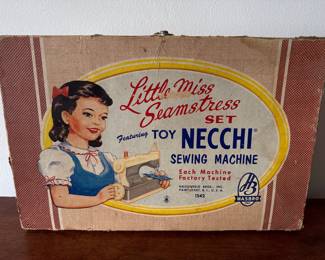 Little Miss
Seamstress
SET
Featuring TOY NECCHI
SEWING MACHINE
Each Machine
Factory Tested
HASSENFELD BROS., INC.
PAWTUCKET, R.I., U.S.A.
1543
HB
HASBRO